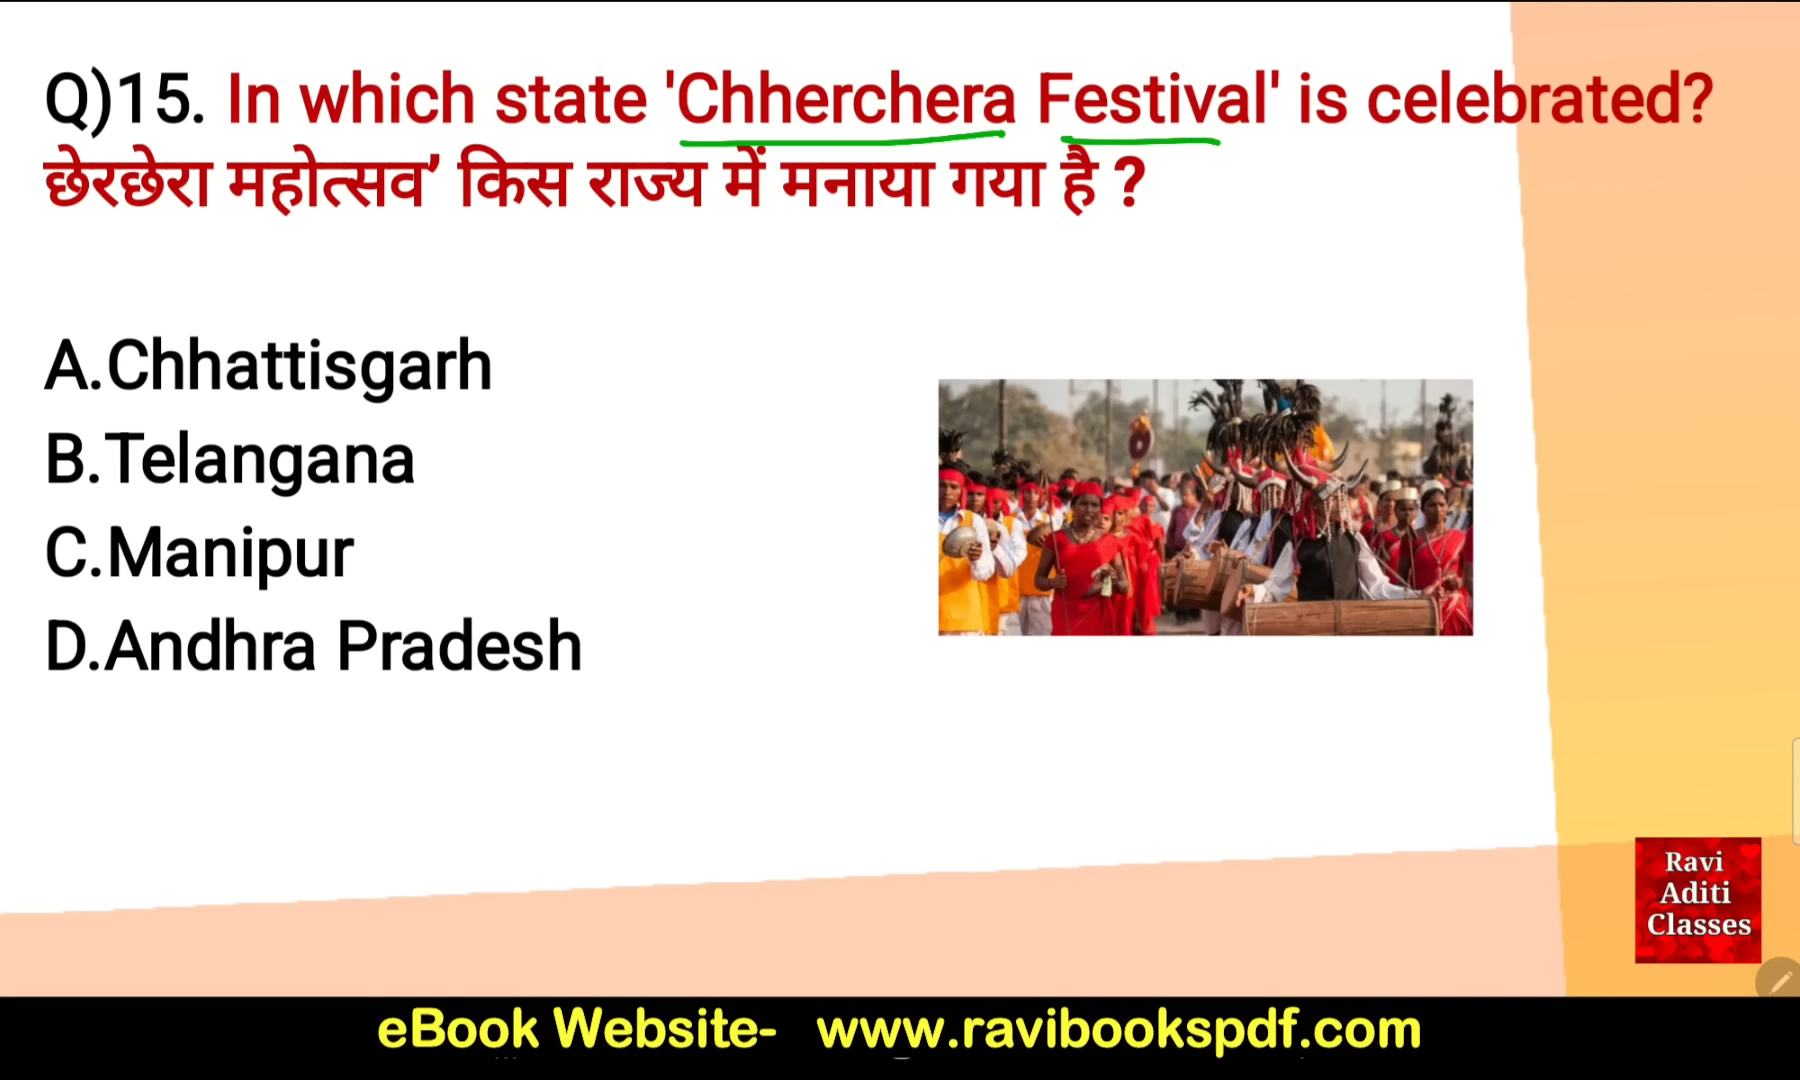 Q)15. In which state 'Chherchera Festival' is celebrated?
छेरछेरा महोत्सव’ किस राज्य में मनाया गया है ?
A.Chhattisgarh
B.Telangana
C.Manipur
D.Andhra Pradesh
Ravi
Aditi
Classes
eBook Website- www.ravibookspdf.com